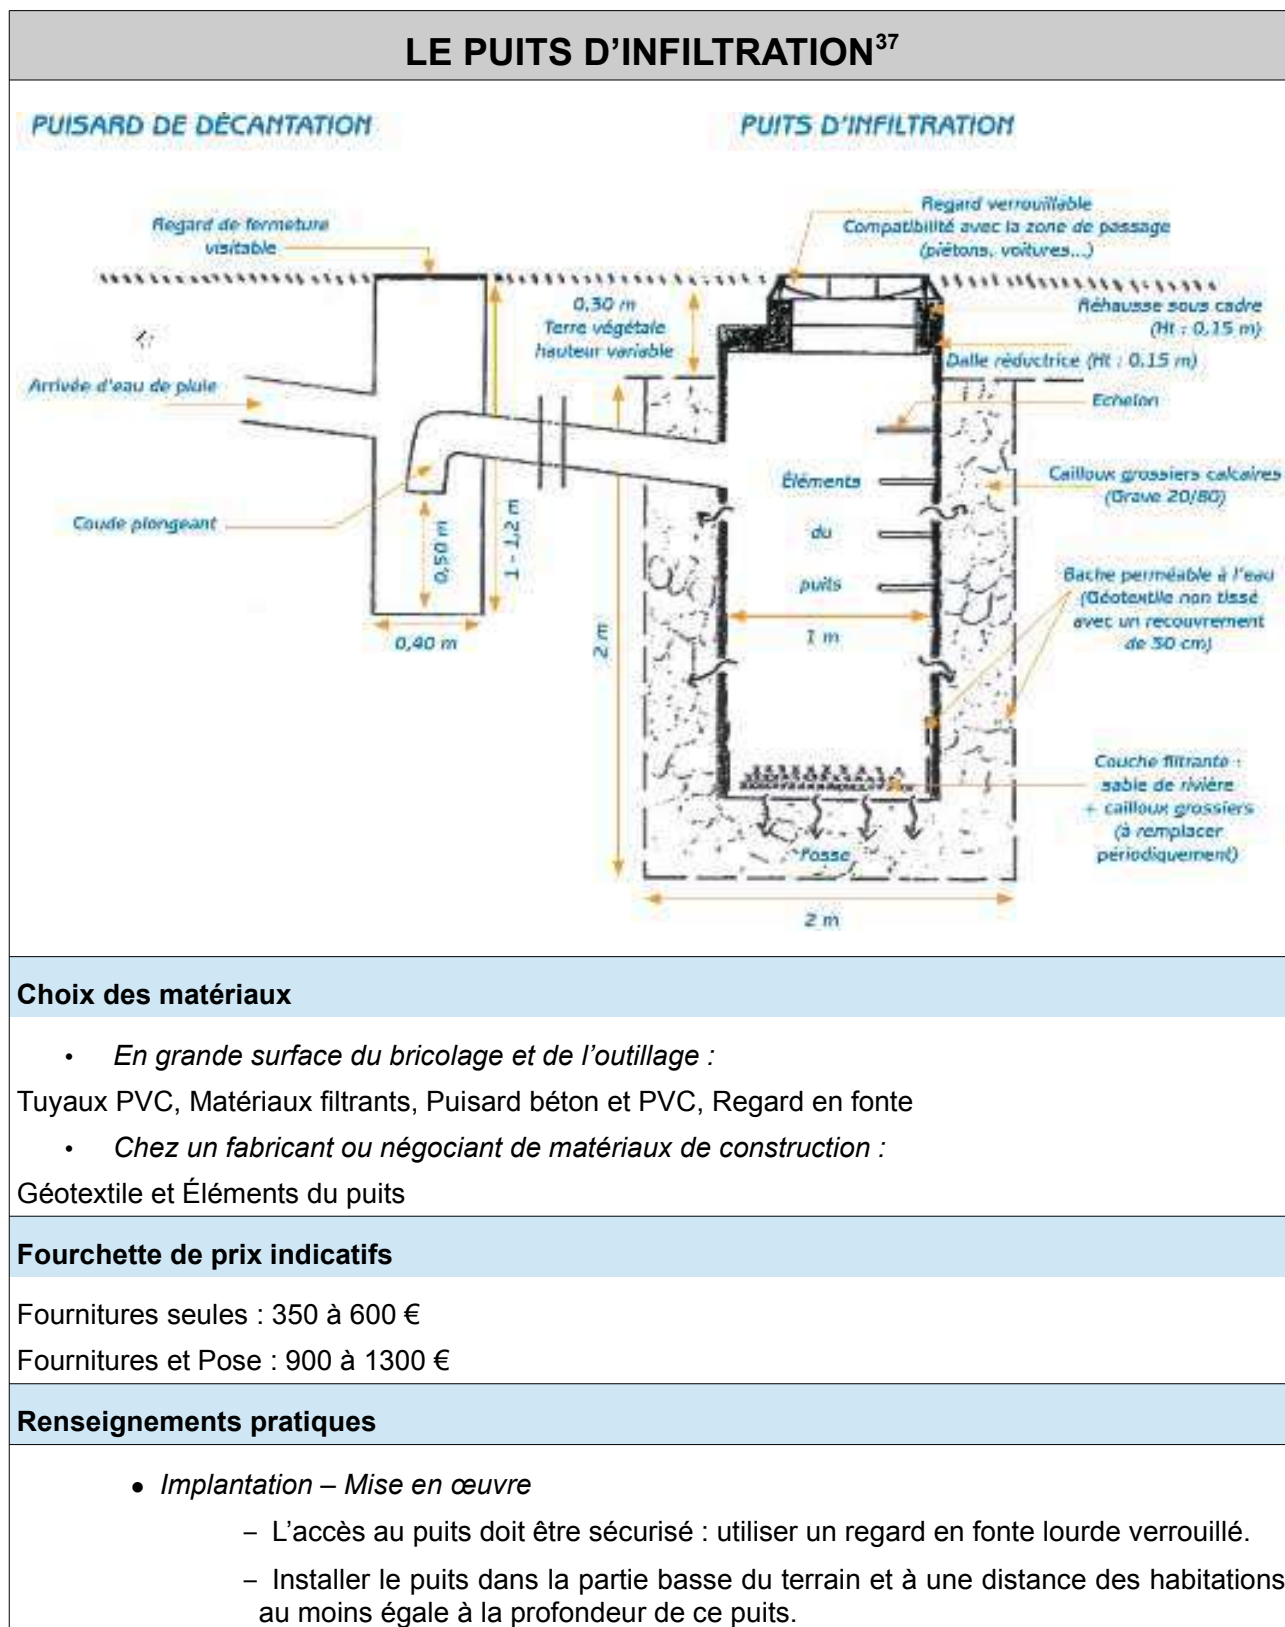 LE PUITS D'INFILTRATION37
PUISARD DE DÉCANTATION
PUITS D'INFILTRATION
Regard de fermeture
visitable
Regard verrouillable
Compatibilité avec la zone de passage
(piétons, voitures...)
0,30 m
Terre végétale
hauteur variable
Réhausse sous cadre
(Ht : 0,15 m)
Dalle réductrice (Ht : 0,15 m)
Arrivée d'eau de pluie
Echelon
Éléments
du
puits
Cailloux grossiers calcaires
(Grave 20/80)
Coude plongeant
0,50 m
1 - 1,2 m
0,40 m
2 m
1 m
Bache perméable à l'eau
(Géotextile non tissé
avec un recouvrement
de 30 cm)
Couche filtrante :
sable de rivière
+ cailloux grossiers
(à remplacer
périodiquement)
Fosse
2 m
Choix des matériaux
• En grande surface du bricolage et de l'outillage :
Tuyaux PVC, Matériaux filtrants, Puisard béton et PVC, Regard en fonte
• Chez un fabricant ou négociant de matériaux de construction :
Géotextile et Éléments du puits
Fourchette de prix indicatifs
Fournitures seules : 350 à 600 €
Fournitures et Pose : 900 à 1300 €
Renseignements pratiques
• Implantation – Mise en œuvre
– L'accès au puits doit être sécurisé : utiliser un regard en fonte lourde verrouillé.
– Installer le puits dans la partie basse du terrain et à une distance des habitations
au moins égale à la profondeur de ce puits.